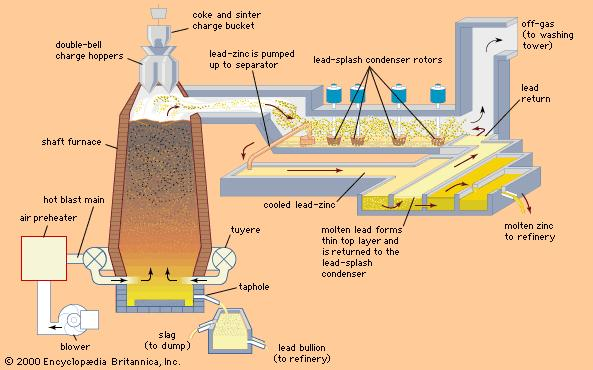 coke and sinter
charge bucket
double-bell
charge hoppers
lead-zinc is pumped
up to separator
lead-splash condenser rotors
off-gas
(to washing
tower)
lead
return
shaft furnace
hot blast main
air preheater
cooled lead-zinc
molten lead forms
thin top layer and
is returned to the
lead-splash
condenser
molten zinc
to refinery
tuyere
taphole
blower
slag
(to dump)
lead bullion
(to refinery)
© 2000 Encyclopædia Britannica, Inc.